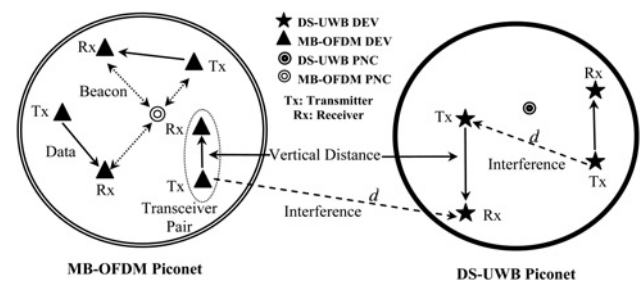 Rx
Tx
Beacon
Tx
Rx
Data
Rx
Tx
Transceiver
Pair
MB-OFDM Piconet
DS-UWB DEV
MB-OFDM DEV
DS-UWB PNC
MB-OFDM PNC
Tx: Transmitter
Rx: Receiver
Vertical Distance
d
Interference
Rx
Tx
d
Interference
Tx
Rx
DS-UWB Piconet